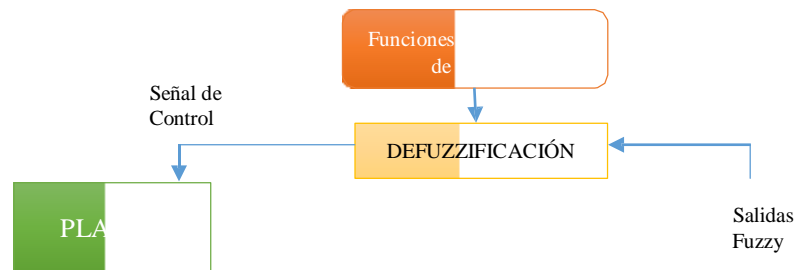 Funciones
de
Señal de
Control
DEFUZZIFICACIÓN
PLA
Salidas
Fuzzy